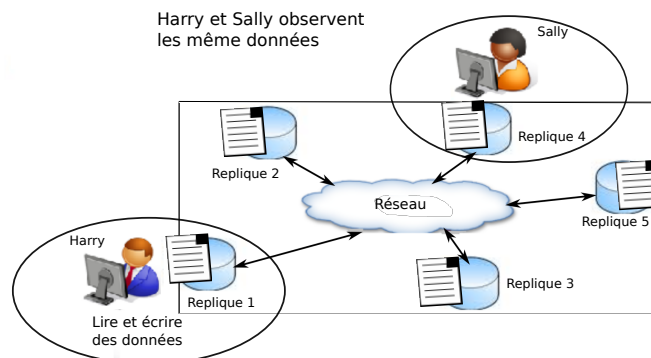 Harry et Sally observent
les même données
Sally
Replique 4
Replique 2
Réseau
Replique 5
Harry
Replique 3
Replique 1
Lire et écrire
des données